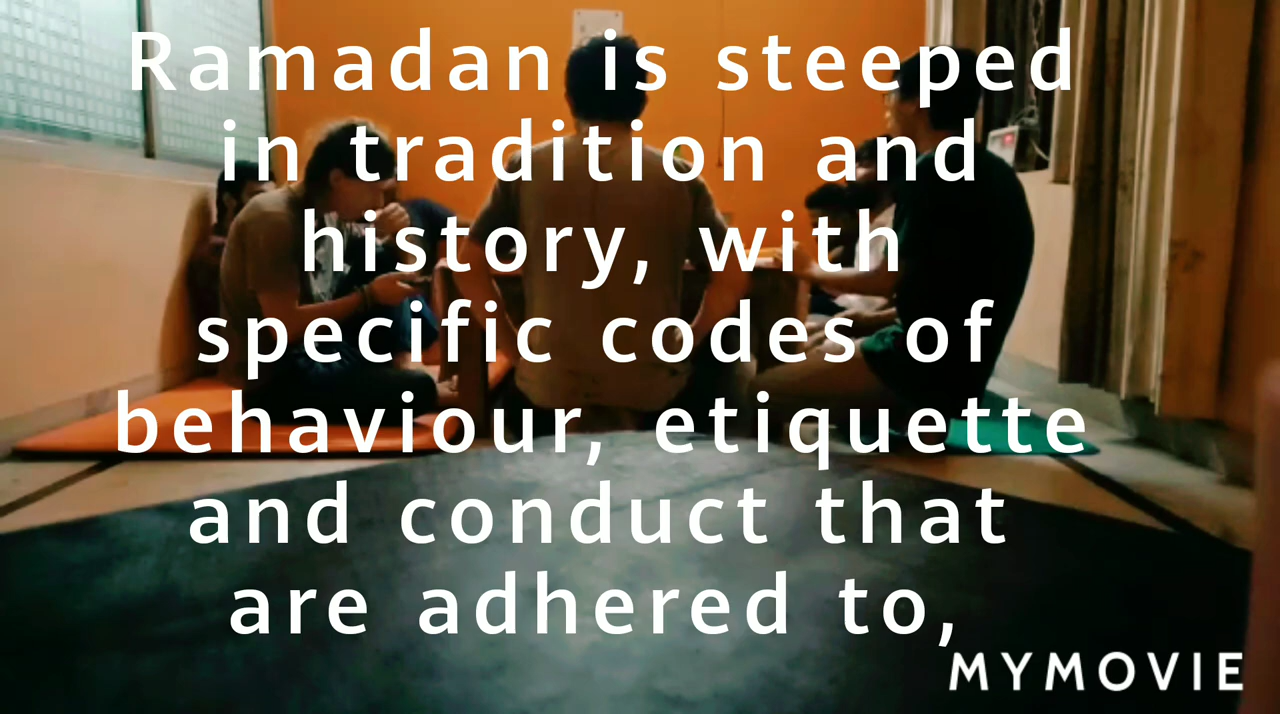 Ramadan is steeped
in tradition and
history, with
specific codes of
behaviour, etiquette
and conduct that
are adhered to,
MYMOVIE